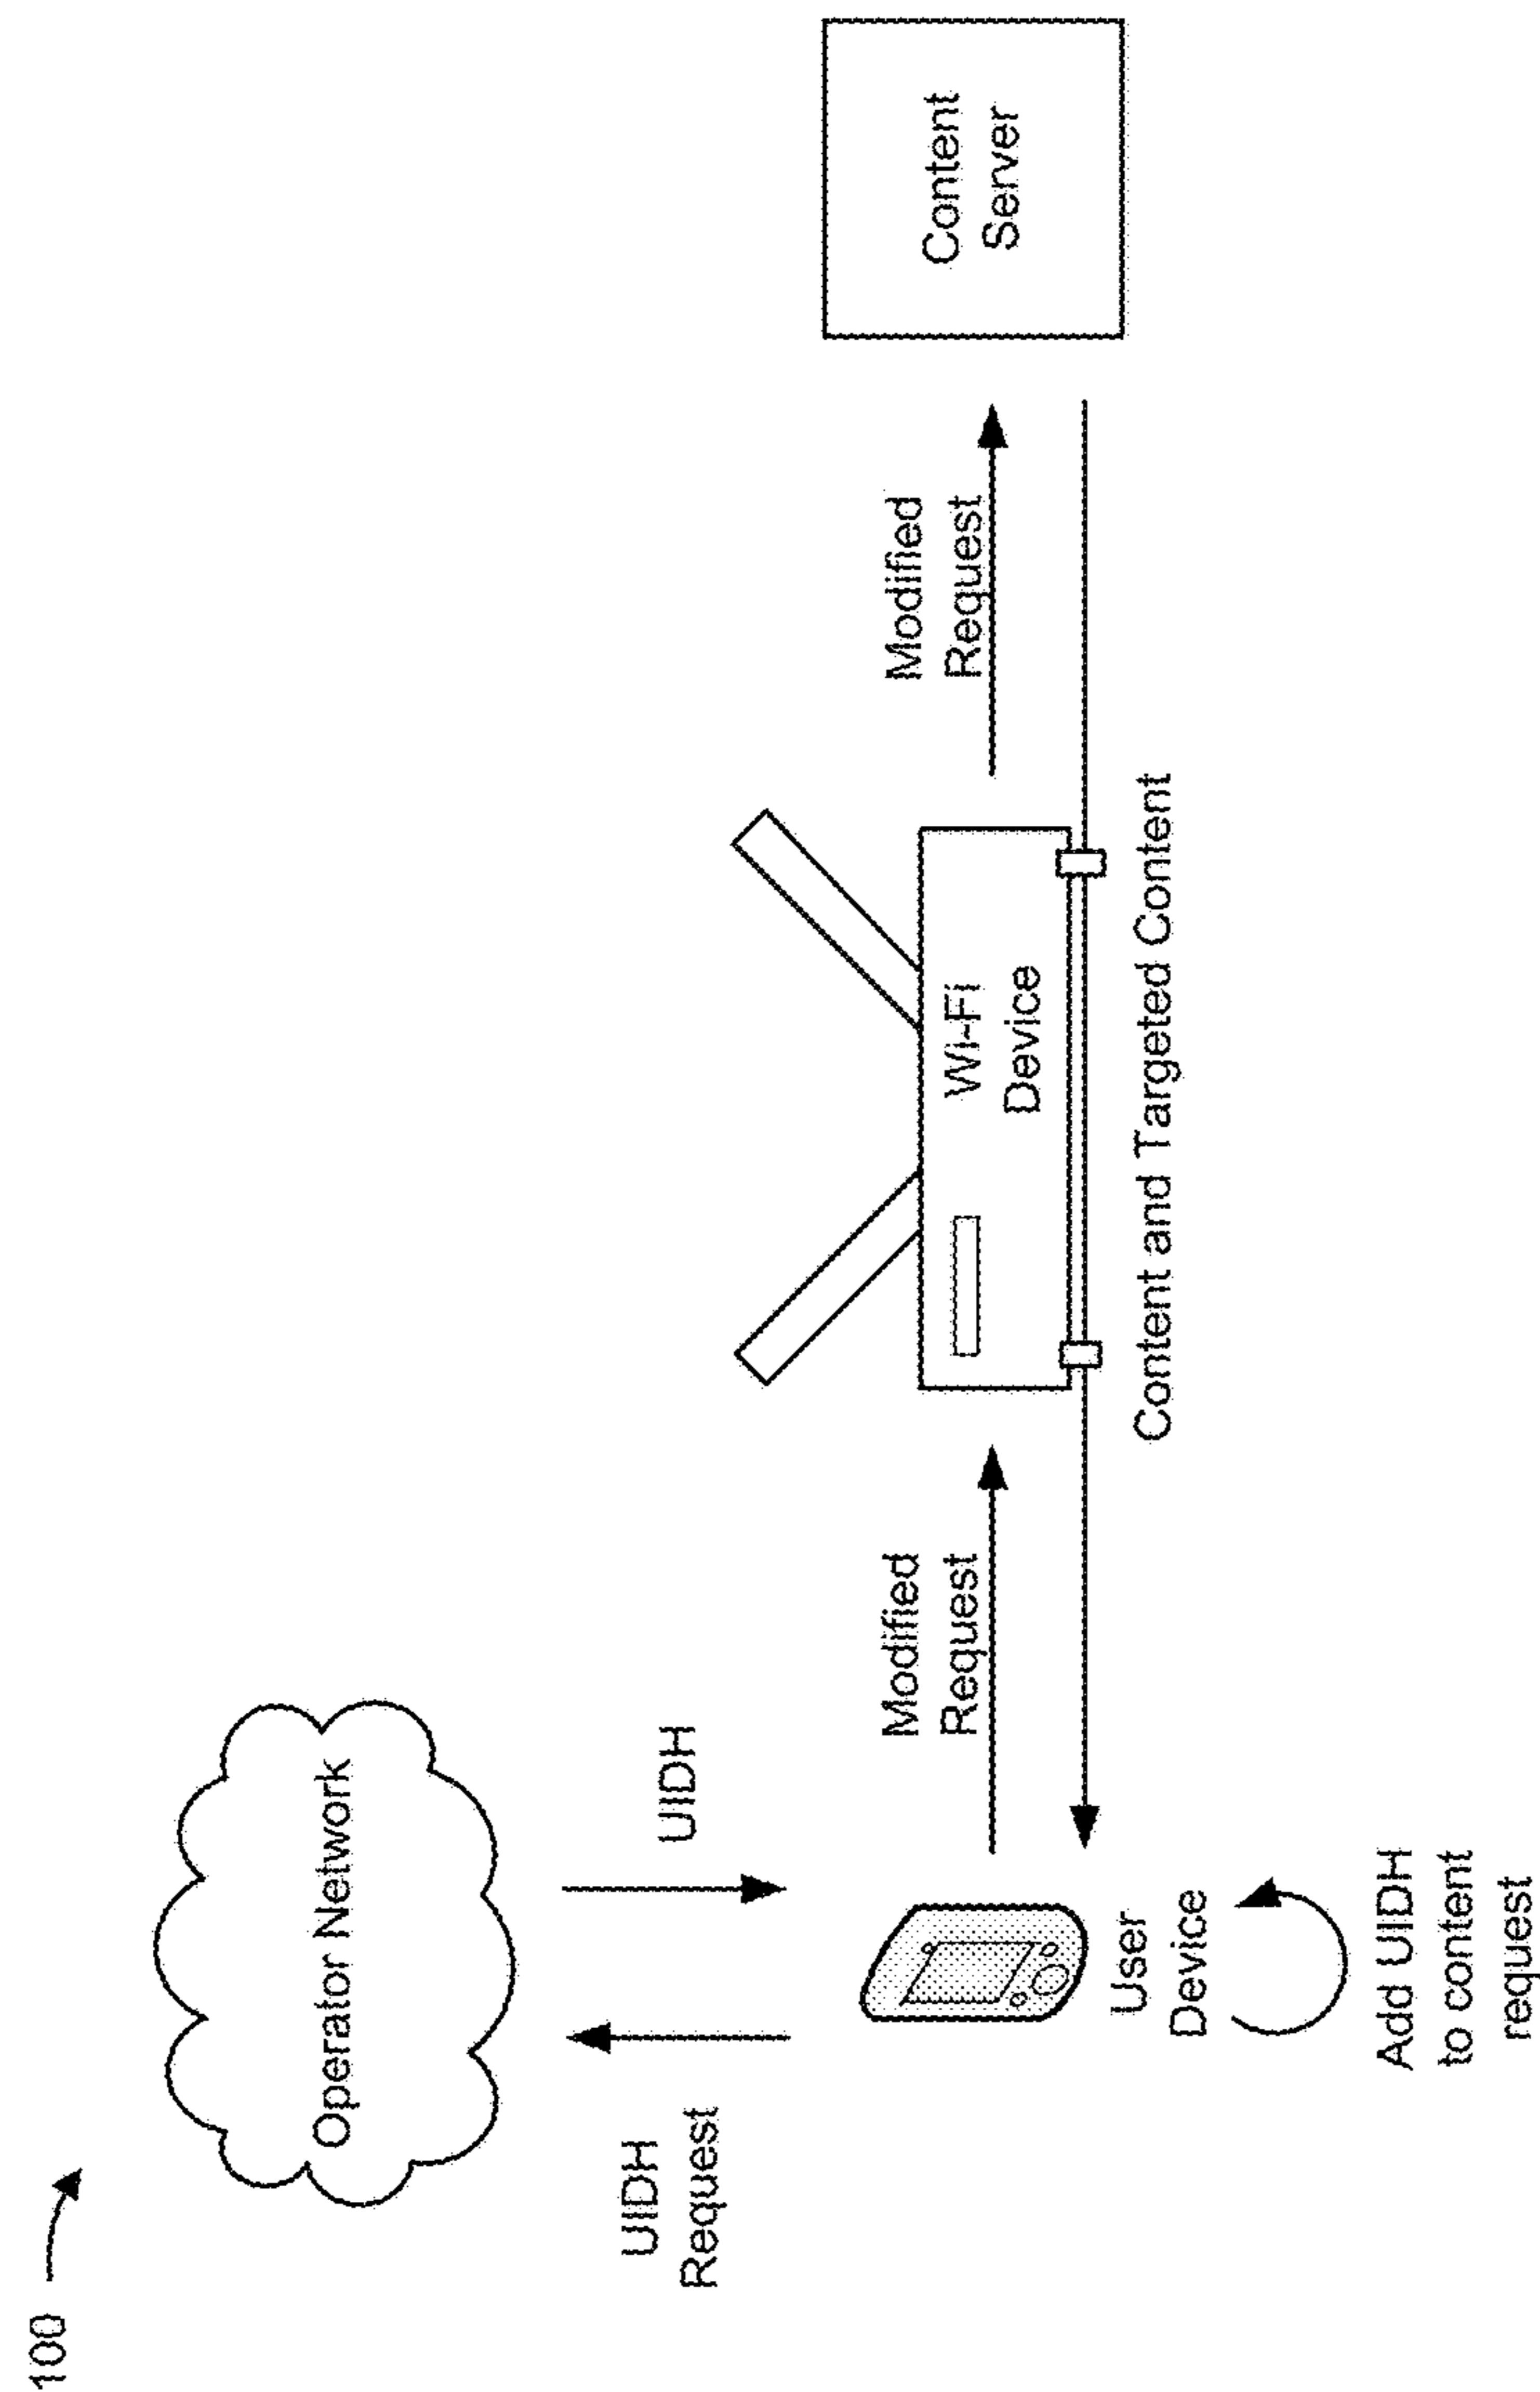 100
Operator Network
UIDH
Request
UIDH
User
Device
Add UIDH
to content
request
Modified
Request
Wi-Fi
Device
Modified
Request
Content and Targeted Content
Content
Server